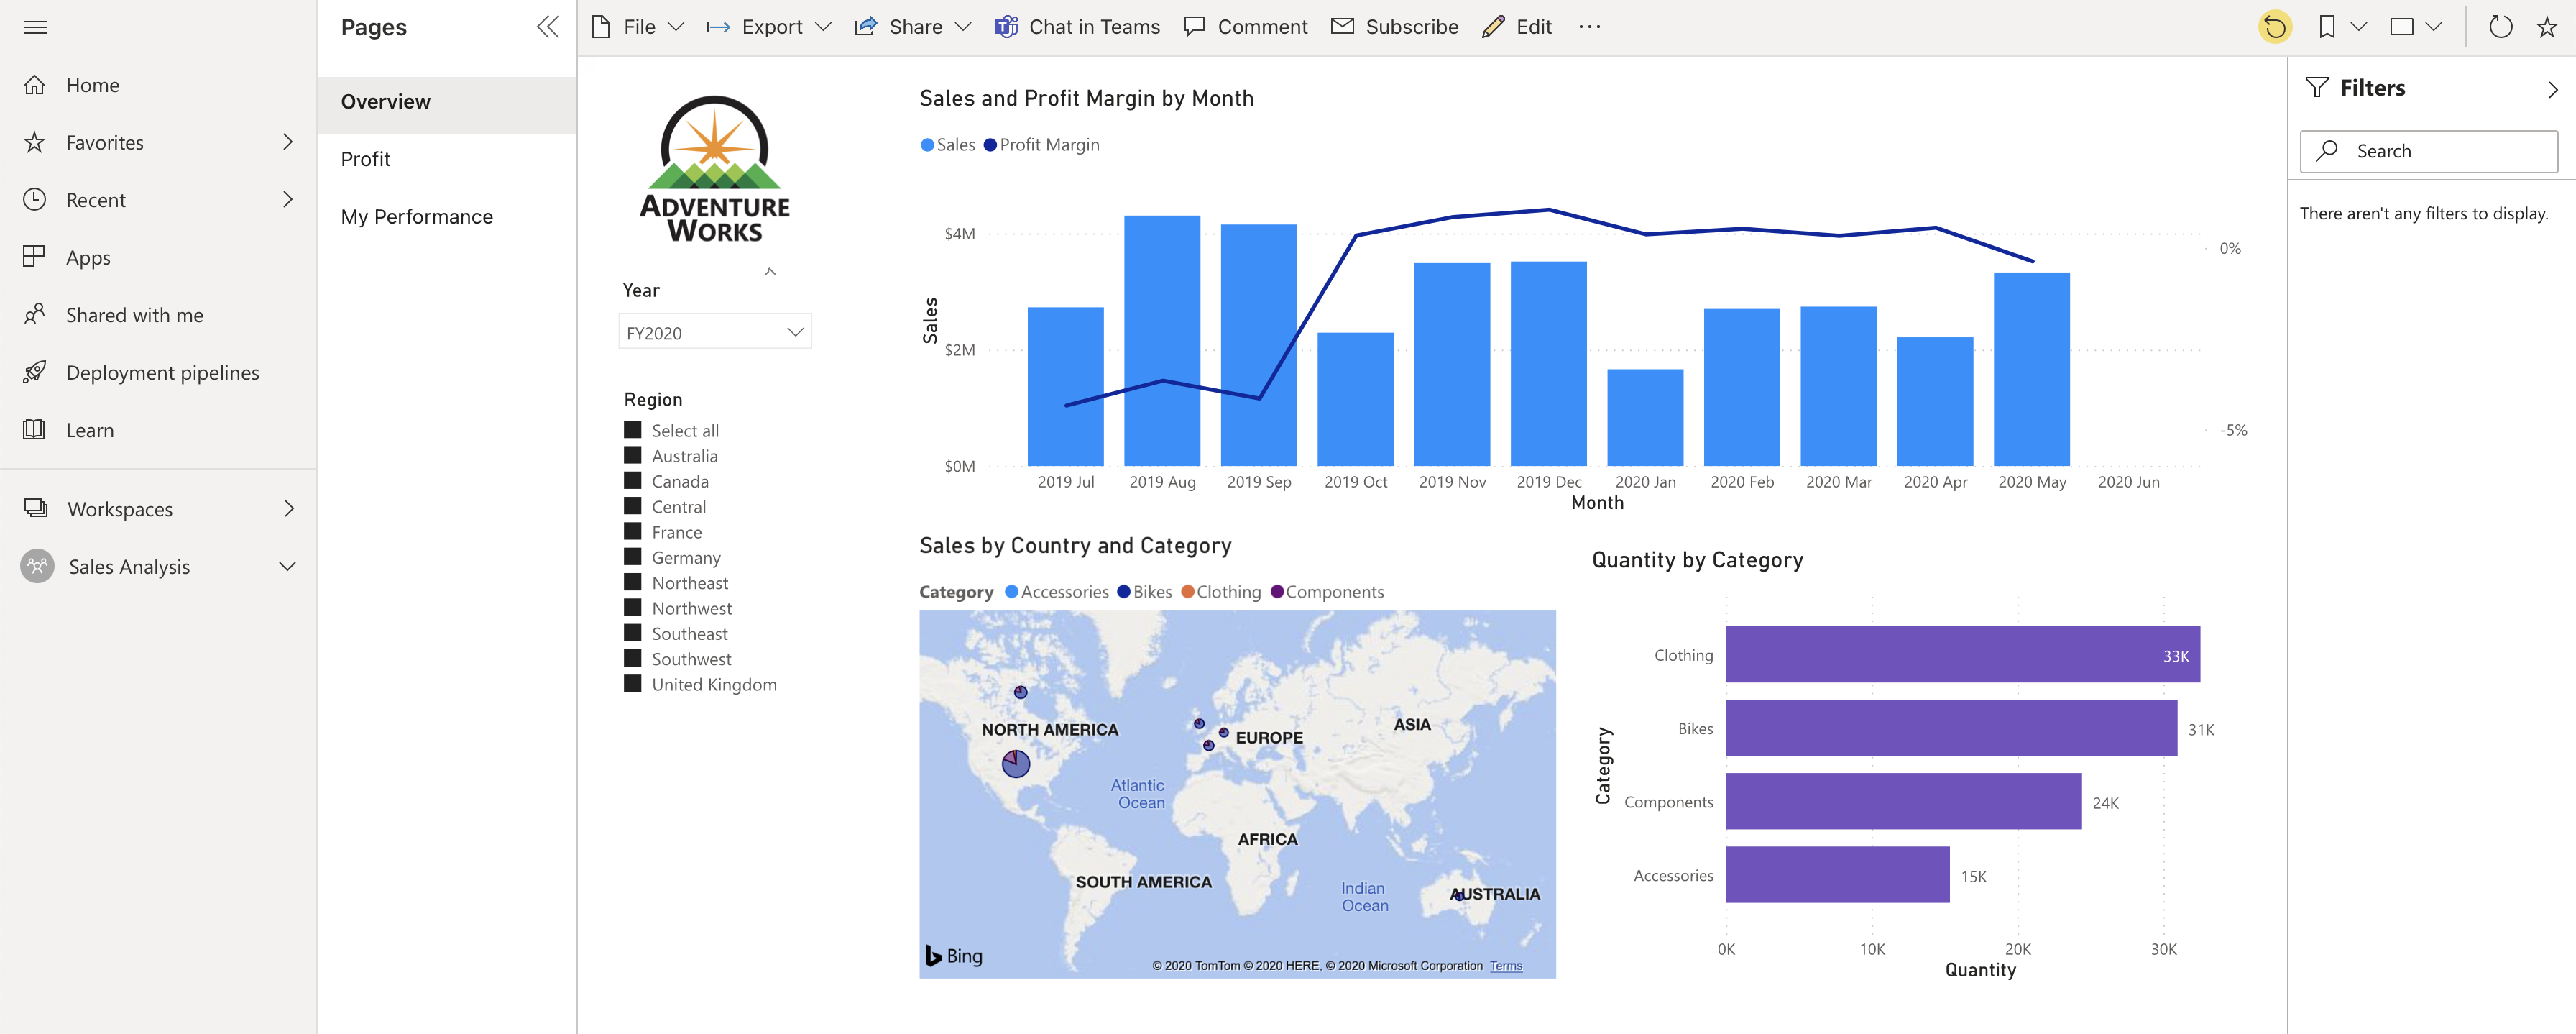 Home
Favorites
Recent
Apps
Shared with me
Deployment pipelines
Learn
Workspaces
Sales Analysis
Pages
Overview
Profit
My Performance
File
Export
Share
Chat in Teams
Comment
Subscribe
Edit
ADVENTURE
WORKS
Year
FY2020
Region
Select all
Australia
Canada
Central
France
Germany
Northeast
Northwest
Southeast
Southwest
United Kingdom
Sales and Profit Margin by Month
Sales Profit Margin
$4M
$2M
$0M
Sales
0%
-5%
2019 Jul 2019 Aug 2019 Sep 2019 Oct 2019 Nov 2019 Dec 2020 Jan 2020 Feb 2020 Mar 2020 Apr 2020 May 2020 Jun
Month
Sales by Country and Category
Category Accessories Bikes Clothing Components
NORTH AMERICA
EUROPE
ASIA
Atlantic
Ocean
AFRICA
SOUTH AMERICA
Indian
Ocean
AUSTRALIA
Bing
© 2020 TomTom © 2020 HERE, © 2020 Microsoft Corporation Terms
Quantity by Category
Category
Clothing 33K
Bikes 31K
Components 24K
Accessories 15K
0K 10K 20K 30K
Quantity
Filters
Search
There aren't any filters to display.